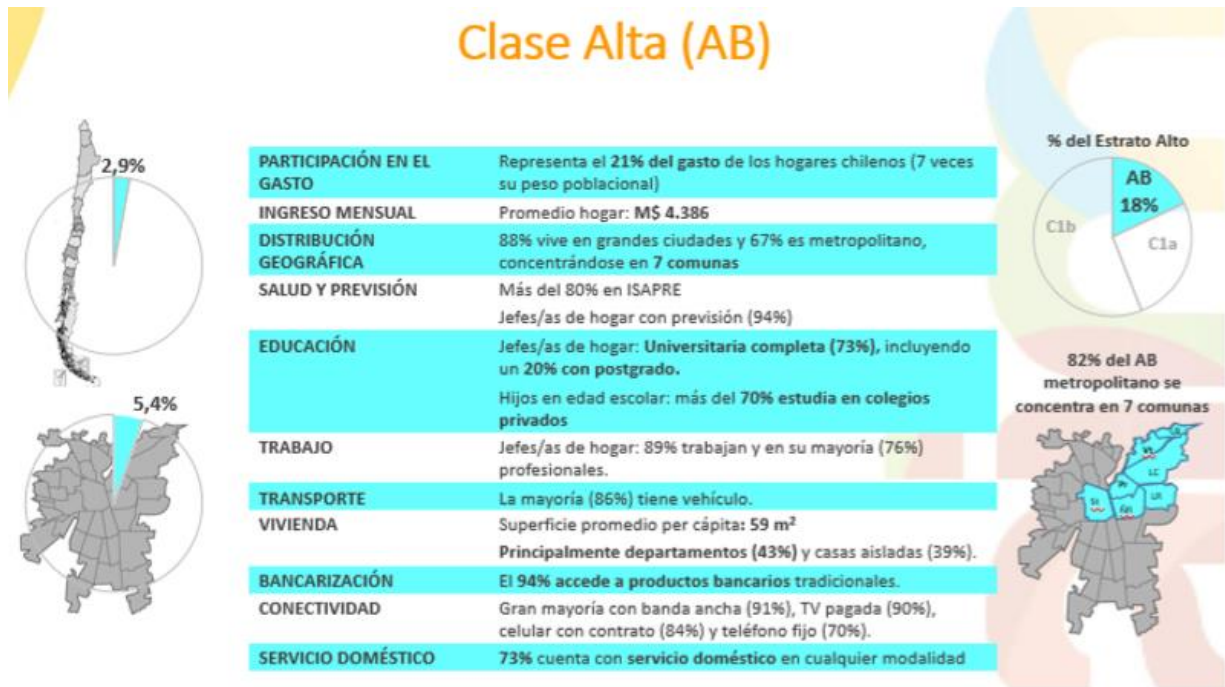 Clase Alta (AB)
2,9%
5,4%
PARTICIPACIÓN EN EL
GASTO
Representa el 21% del gasto de los hogares chilenos (7 veces
su peso poblacional)
INGRESO MENSUAL
Promedio hogar: M$ 4.386
DISTRIBUCIÓN
GEOGRÁFICA
88% vive en grandes ciudades y 67% es metropolitano,
concentrándose en 7 comunas
SALUD Y PREVISIÓN
Más del 80% en ISAPRE
Jefes/as de hogar con previsión (94%)
EDUCACIÓN
Jefes/as de hogar: Universitaria completa (73%), incluyendo
un 20% con postgrado.
Hijos en edad escolar: más del 70% estudia en colegios
privados
TRABAJO
Jefes/as de hogar: 89% trabajan y en su mayoría (76%)
profesionales.
TRANSPORTE
La mayoría (86%) tiene vehículo.
VIVIENDA
Superficie promedio per cápita: 59 m²
Principalmente departamentos (43%) y casas aisladas (39%).
BANCARIZACIÓN
El 94% accede a productos bancarios tradicionales.
CONECTIVIDAD
Gran mayoría con banda ancha (91%), TV pagada (90%),
celular con contrato (84%) y teléfono fijo (70%).
SERVICIO DOMÉSTICO
73% cuenta con servicio doméstico en cualquier modalidad
% del Estrato Alto
AB
18%
C1b
C1a
82% del AB
metropolitano se
concentra en 7 comunas
LC
LR